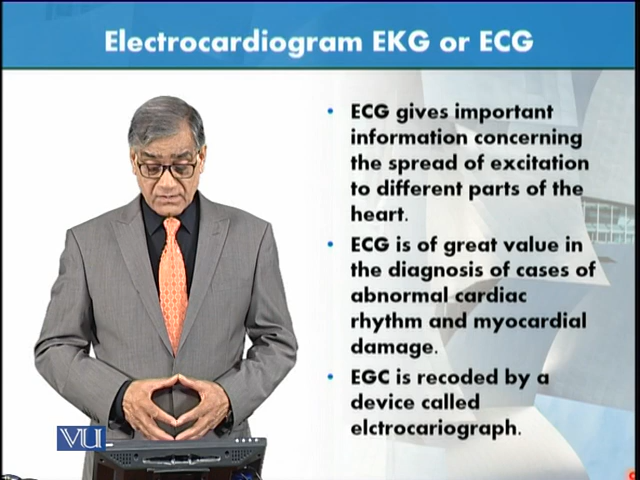 Electrocardiogram EKG or ECG
• ECG gives important
information concerning
the spread of excitation
to different parts of the
heart.
• ECG is of great value in
the diagnosis of cases of
abnormal cardiac
rhythm and myocardial
damage.
• EGC is recoded by a
device called
elctrocariograph.
VU